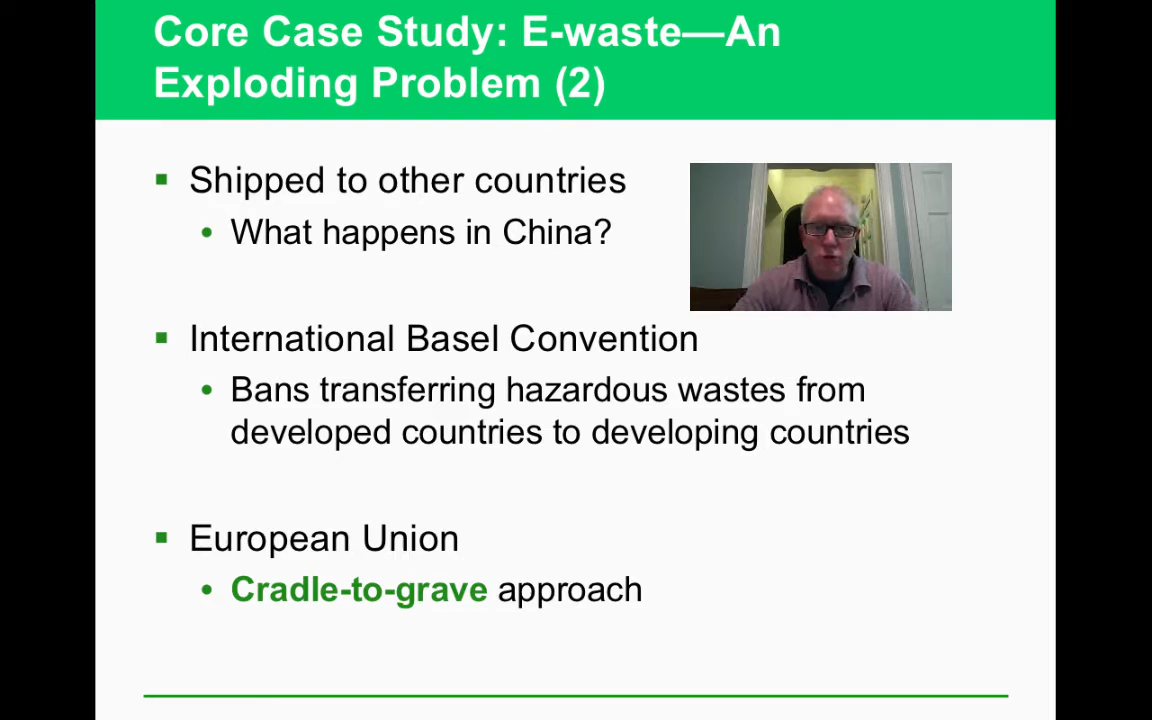 Core Case Study: E-waste—An
Exploding Problem (2)
Shipped to other countries
What happens in China?
International Basel Convention
Bans transferring hazardous wastes from
developed countries to developing countries
European Union
Cradle-to-grave approach